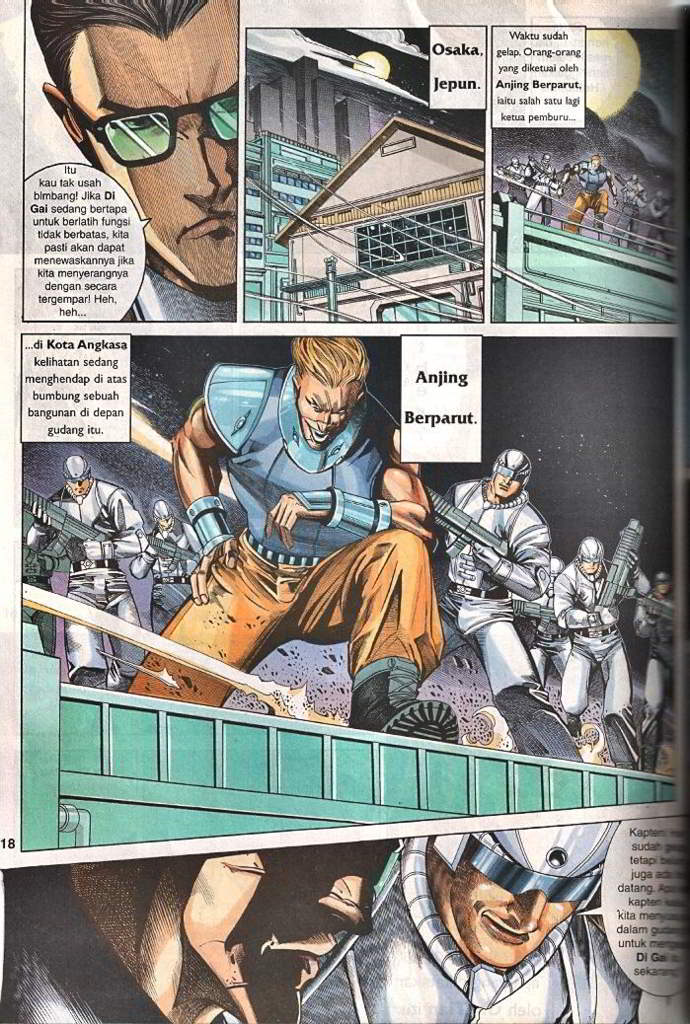 Itu
kau tak usah
bimbang! Jika Di
Gai sedang bertapa
untuk berlatih fungsi
tidak berbatas, kita
pasti akan dapat
menewaskannya jika
kita menyerangnya
dengan secara
tergempar! Heh,
heh...
Osaka,
Jepun.
Waktu sudah
gelap. Orang-orang
yang diketuai oleh
Anjing Berparut,
iaitu salah satu lagi
ketua pemburu...
...di Kota Angkasa
kelihatan sedang
menghendap di atas
bumbung sebuah
bangunan di depan
gudang itu.
Anjing
Berparut.
18
Kapten
sudah
tetapi
juga
datang.
kapten
kita
dalam
untuk
Di Gai
sekarang